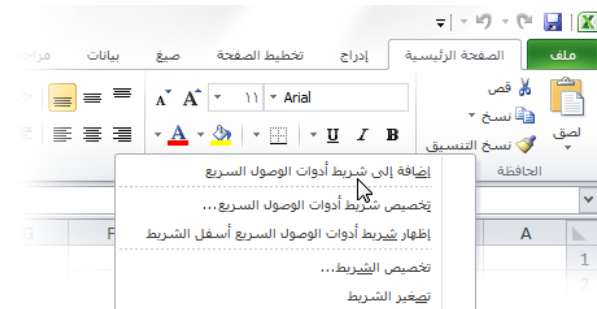 ملف الصفحة الرئيسية إدراج تخطيط الصفحة صيغ بيانات
قص
نسخ
نسخ التنسيق
لصق
الحافظة
Arial ١١
A A
B I U A
إضافة إلى شريط أدوات الوصول السريع
تخصيص شريط أدوات الوصول السريع...
إظهار شريط أدوات الوصول السريع أسفل الشريط
تخصيص الشريط...
تصغير الشريط
A F G
1
2